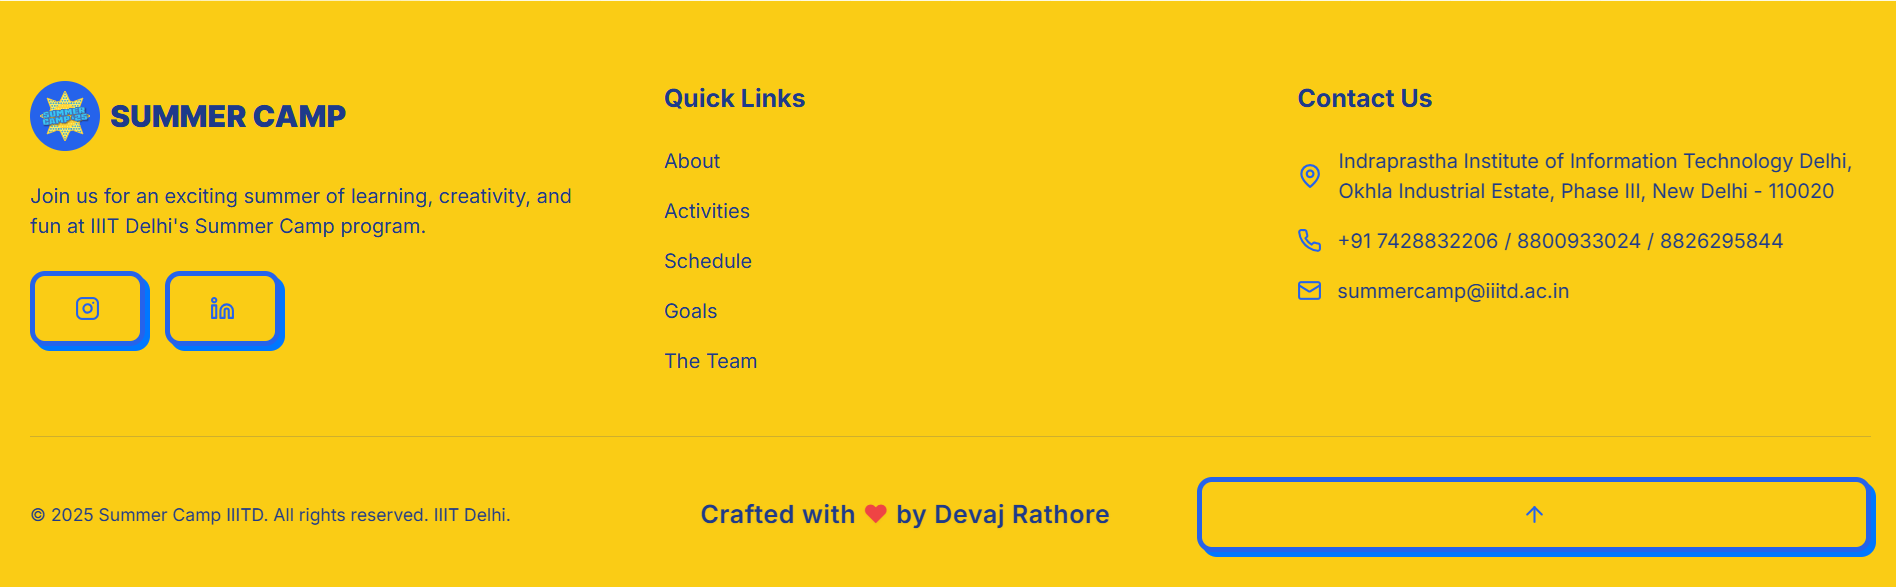 SUMMER
CAMP'25
SUMMER CAMP
Join us for an exciting summer of learning, creativity, and
fun at IIIT Delhi's Summer Camp program.
Quick Links
About
Activities
Schedule
Goals
The Team
Contact Us
Indraprastha Institute of Information Technology Delhi,
Okhla Industrial Estate, Phase III, New Delhi - 110020
+91 7428832206 / 8800933024 / 8826295844
summercamp@iiitd.ac.in
© 2025 Summer Camp IIITD. All rights reserved. IIIT Delhi.
Crafted with ❤ by Devaj Rathore